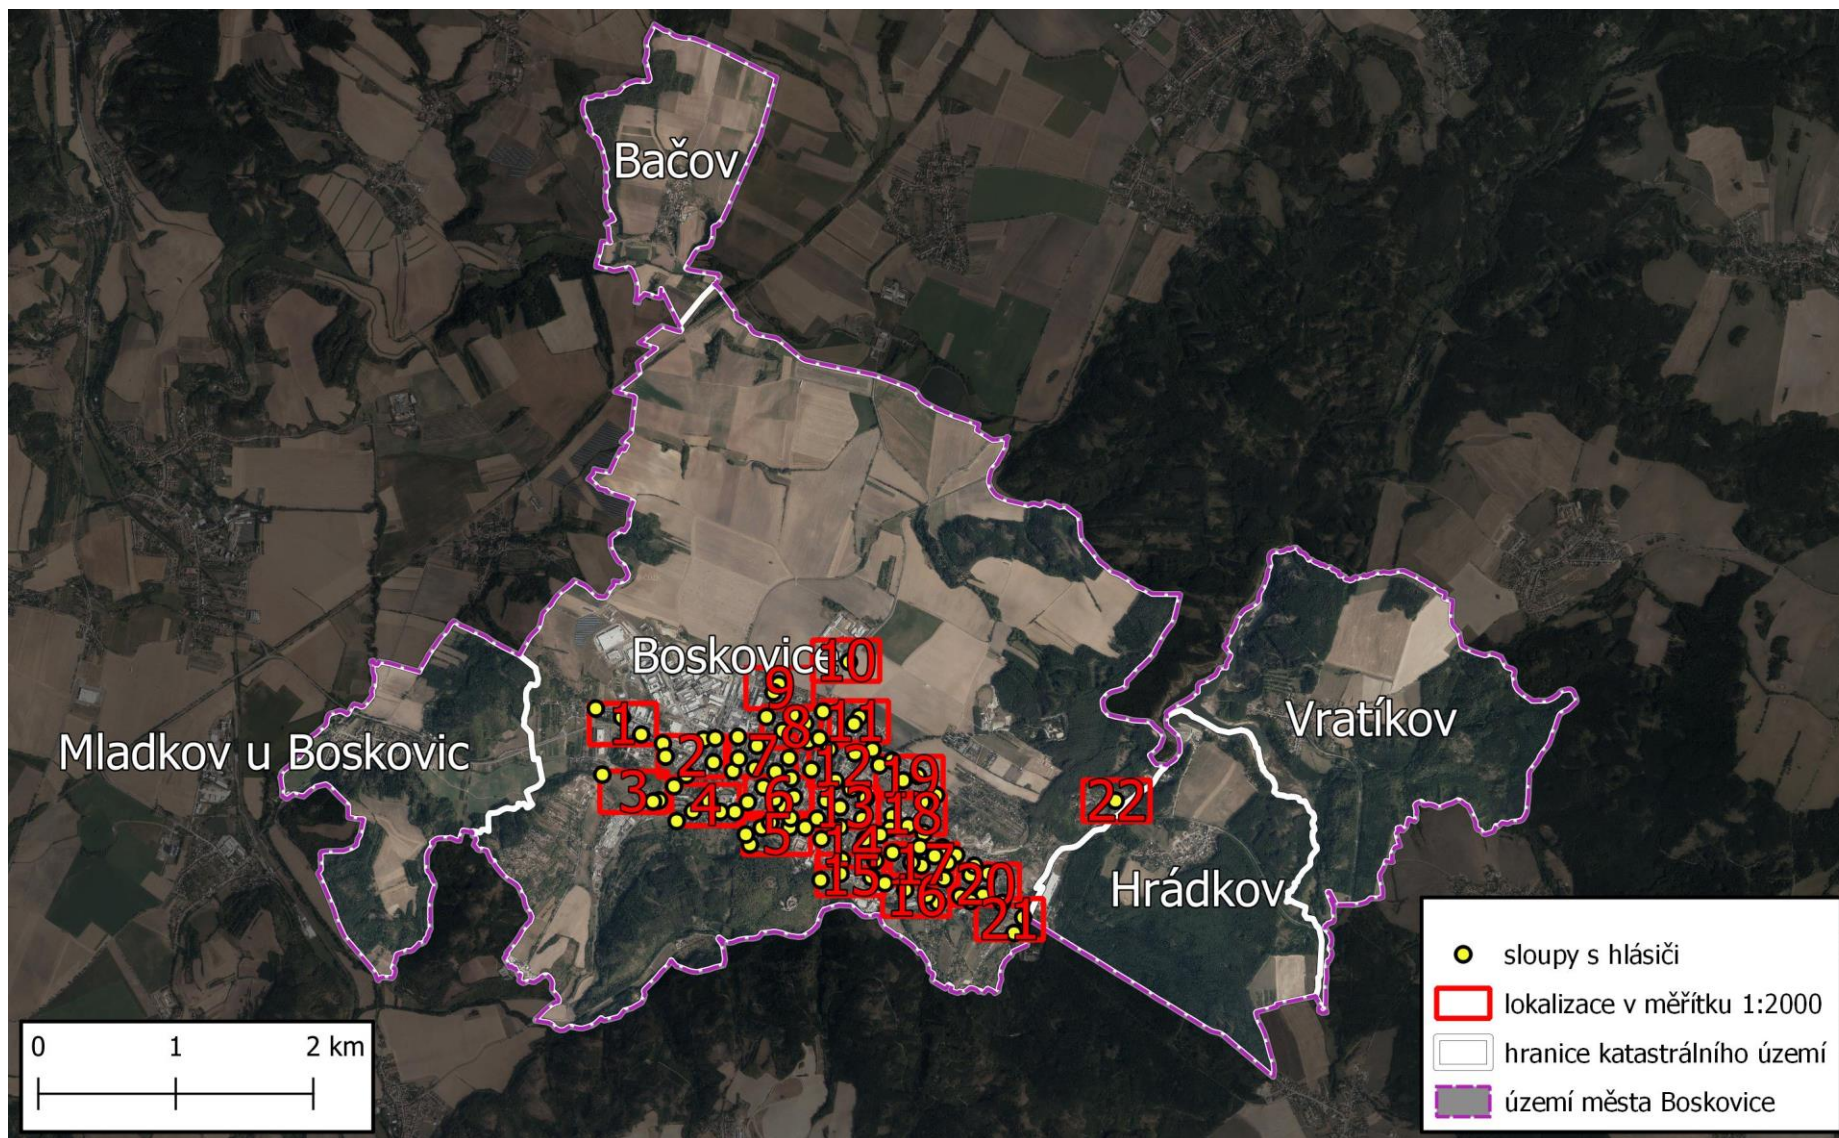 Bačov
Boskovice
10
9
1
8
11
Vratíkov
Mladkov u Boskovic
2
7
12
19
3
4
6
13
18
22
5
14
15
17
16
20
Hrádkov
21
sloupy s hlásiči
lokalizace v měřítku 1:2000
hranice katastrálního území
území města Boskovice
0 1 2 km